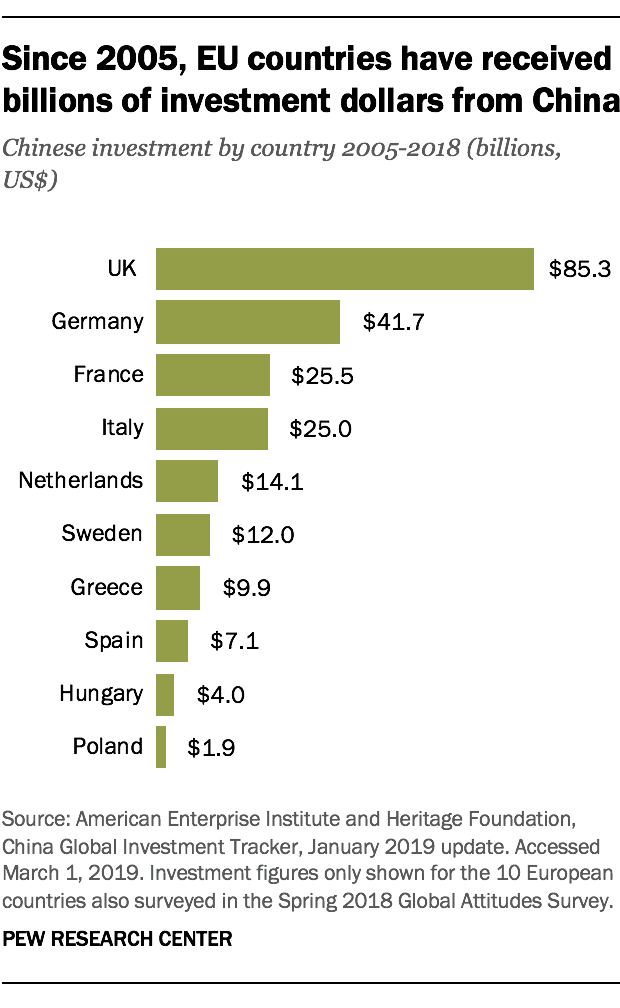 Since 2005, EU countries have received
billions of investment dollars from China
Chinese investment by country 2005-2018 (billions,
US$)
UK $85.3
Germany $41.7
France $25.5
Italy $25.0
Netherlands $14.1
Sweden $12.0
Greece $9.9
Spain $7.1
Hungary $4.0
Poland $1.9
Source: American Enterprise Institute and Heritage Foundation,
China Global Investment Tracker, January 2019 update. Accessed
March 1, 2019. Investment figures only shown for the 10 European
countries also surveyed in the Spring 2018 Global Attitudes Survey.
PEW RESEARCH CENTER